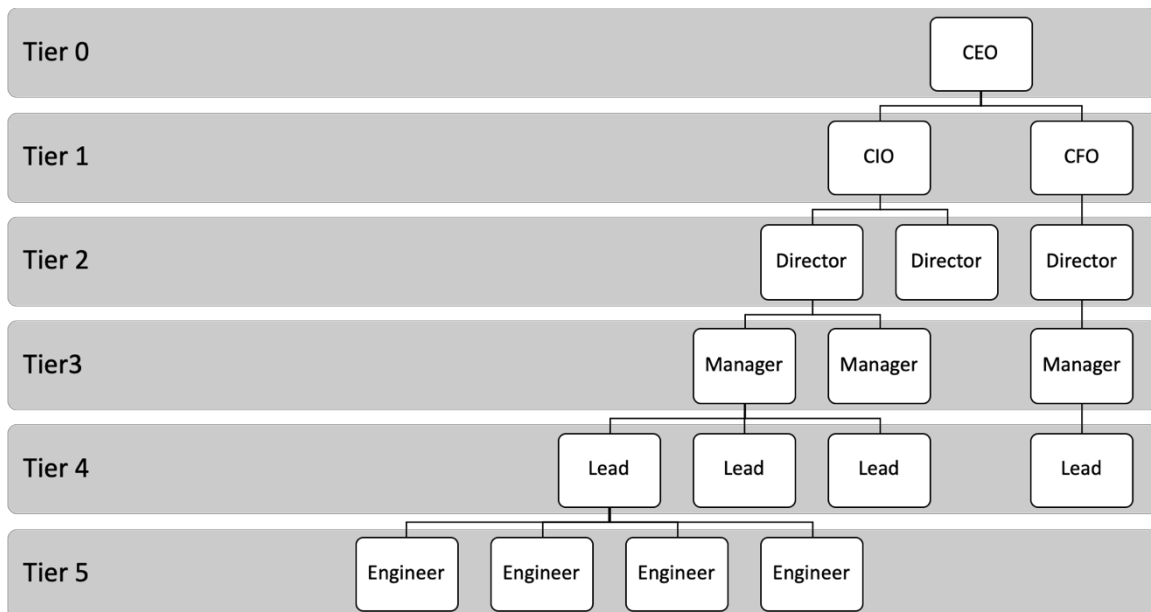 Tier 0
CEO
Tier 1
CIO
CFO
Tier 2
Director
Director
Director
Tier3
Manager
Manager
Manager
Tier 4
Lead
Lead
Lead
Lead
Tier 5
Engineer
Engineer
Engineer
Engineer